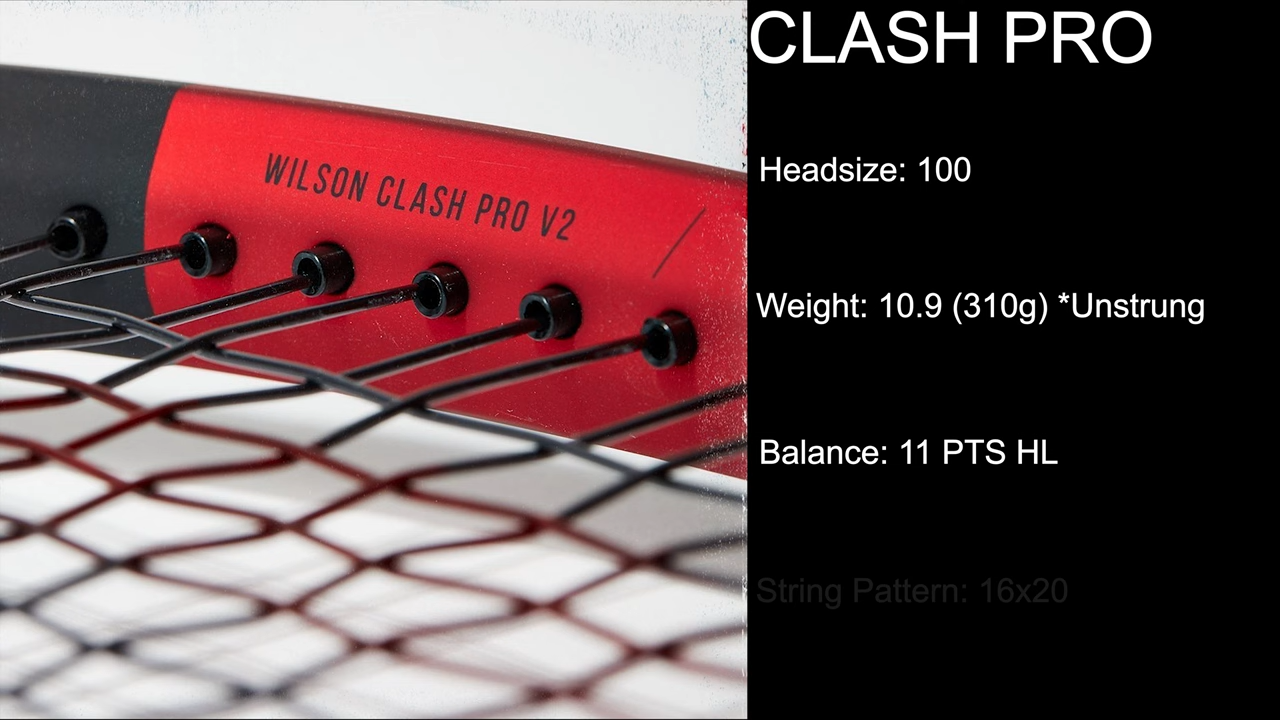 CLASH PRO
WILSON CLASH PRO V2
Headsize: 100
Weight: 10.9 (310g) *Unstrung
Balance: 11 PTS HL
String Pattern: 16x20